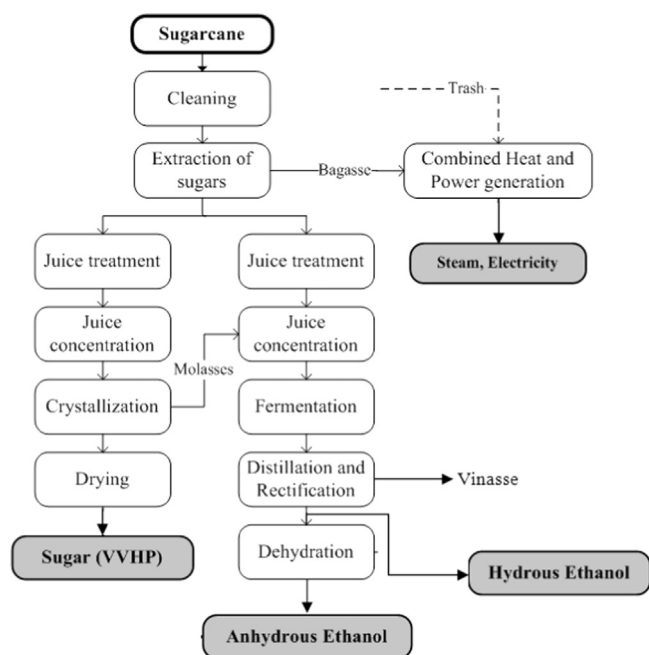 Sugarcane
Cleaning
Trash
Extraction of
sugars
Bagasse
Combined Heat and
Power generation
Juice treatment
Juice treatment
Steam, Electricity
Juice
concentration
Juice
concentration
Molasses
Crystallization
Fermentation
Drying
Distillation and
Rectification
Vinasse
Sugar (VVHP)
Dehydration
Hydrous Ethanol
Anhydrous Ethanol